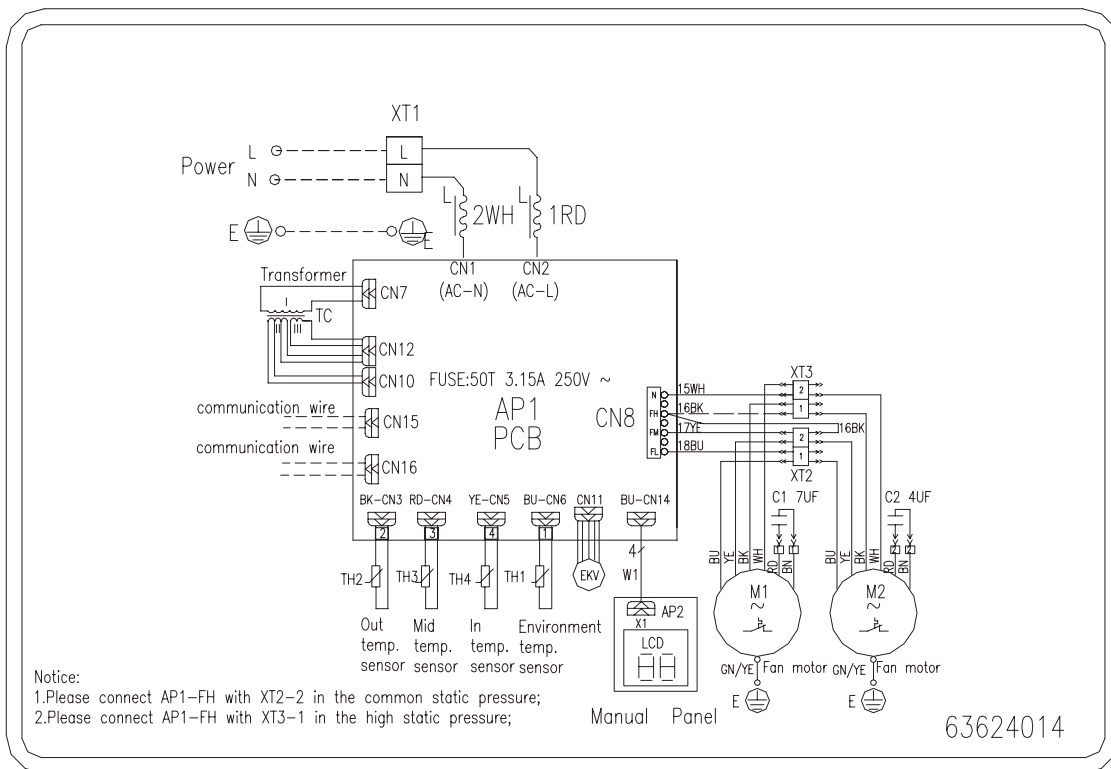 XT1
Power
L
L
N
N
E
E
L
2WH
L
1RD
CN1
(AC-N)
CN2
(AC-L)
Transformer
I
II
III
TC
CN7
CN12
CN10
FUSE:50T 3.15A 250V ~
AP1
PCB
CN8
N
FH
FM
FL
15WH
16BK
17YE
18BU
16BK
XT3
2
1
2
1
XT2
communication wire
CN15
communication wire
CN16
BK-CN3
RD-CN4
YE-CN5
BU-CN6
CN11
BU-CN14
2
3
4
1
TH2
TH3
TH4
TH1
EKV
4
W1
Out
temp.
sensor
Mid
temp.
sensor
In
temp.
sensor
Environment
temp.
sensor
X1
AP2
LCD
Manual Panel
C1 7UF
C2 4UF
BU
YE
BK
WH
RD
BN
BU
YE
BK
WH
RD
BN
M1
~
M2
~
GN/YE
Fan motor
GN/YE
Fan motor
E
E
Notice:
1.Please connect AP1-FH with XT2-2 in the common static pressure;
2.Please connect AP1-FH with XT3-1 in the high static pressure;
63624014